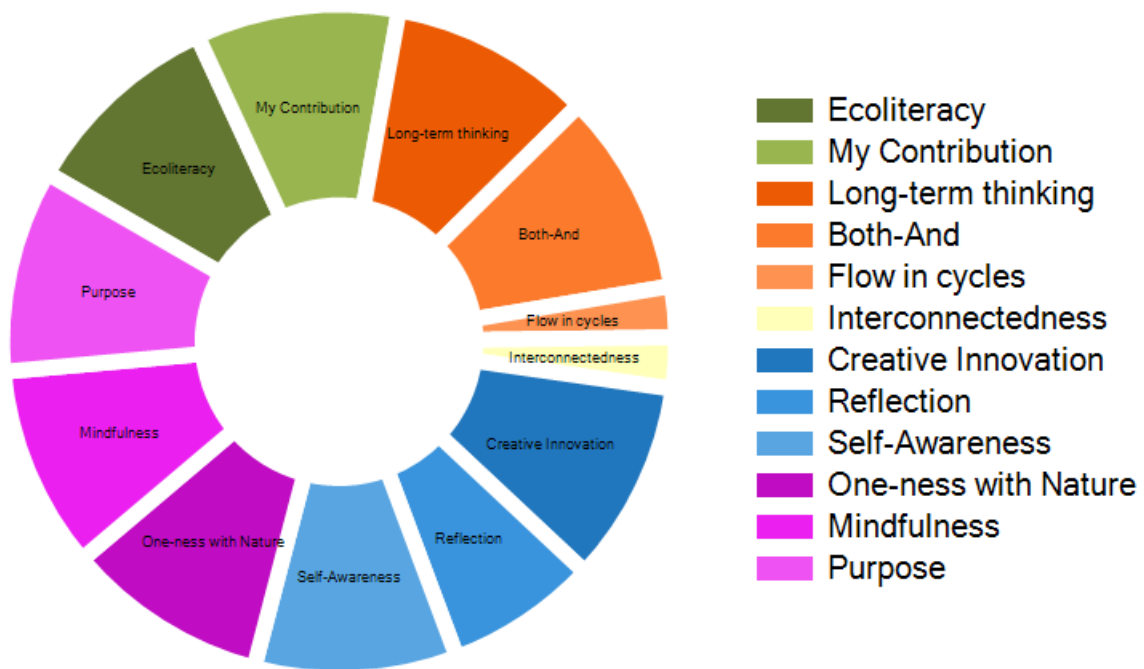 My Contribution
Long-term thinking
Ecoliteracy
Both-And
Purpose
Flow in cycles
Interconnectedness
Mindfulness
Creative Innovation
One-ness with Nature
Reflection
Self-Awareness
Ecoliteracy
My Contribution
Long-term thinking
Both-And
Flow in cycles
Interconnectedness
Creative Innovation
Reflection
Self-Awareness
One-ness with Nature
Mindfulness
Purpose